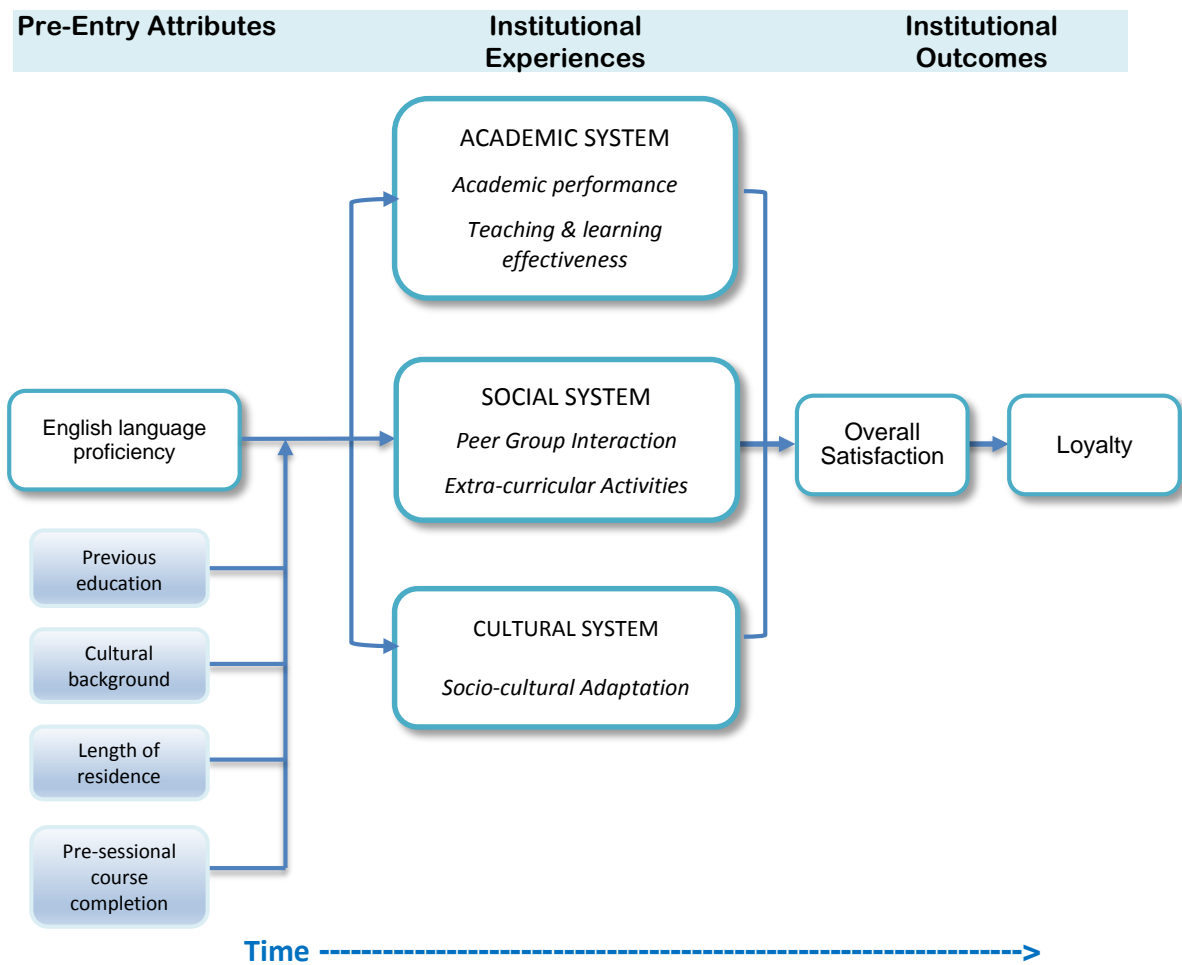 Pre-Entry Attributes
Institutional
Experiences
Institutional
Outcomes
ACADEMIC SYSTEM
Academic performance
Teaching & learning
effectiveness
SOCIAL SYSTEM
Peer Group Interaction
Extra-curricular Activities
CULTURAL SYSTEM
Socio-cultural Adaptation
English language
proficiency
Previous
education
Cultural
background
Length of
residence
Pre-sessional
course
completion
Overall
Satisfaction
Loyalty
Time ------------------------------------------------------------>